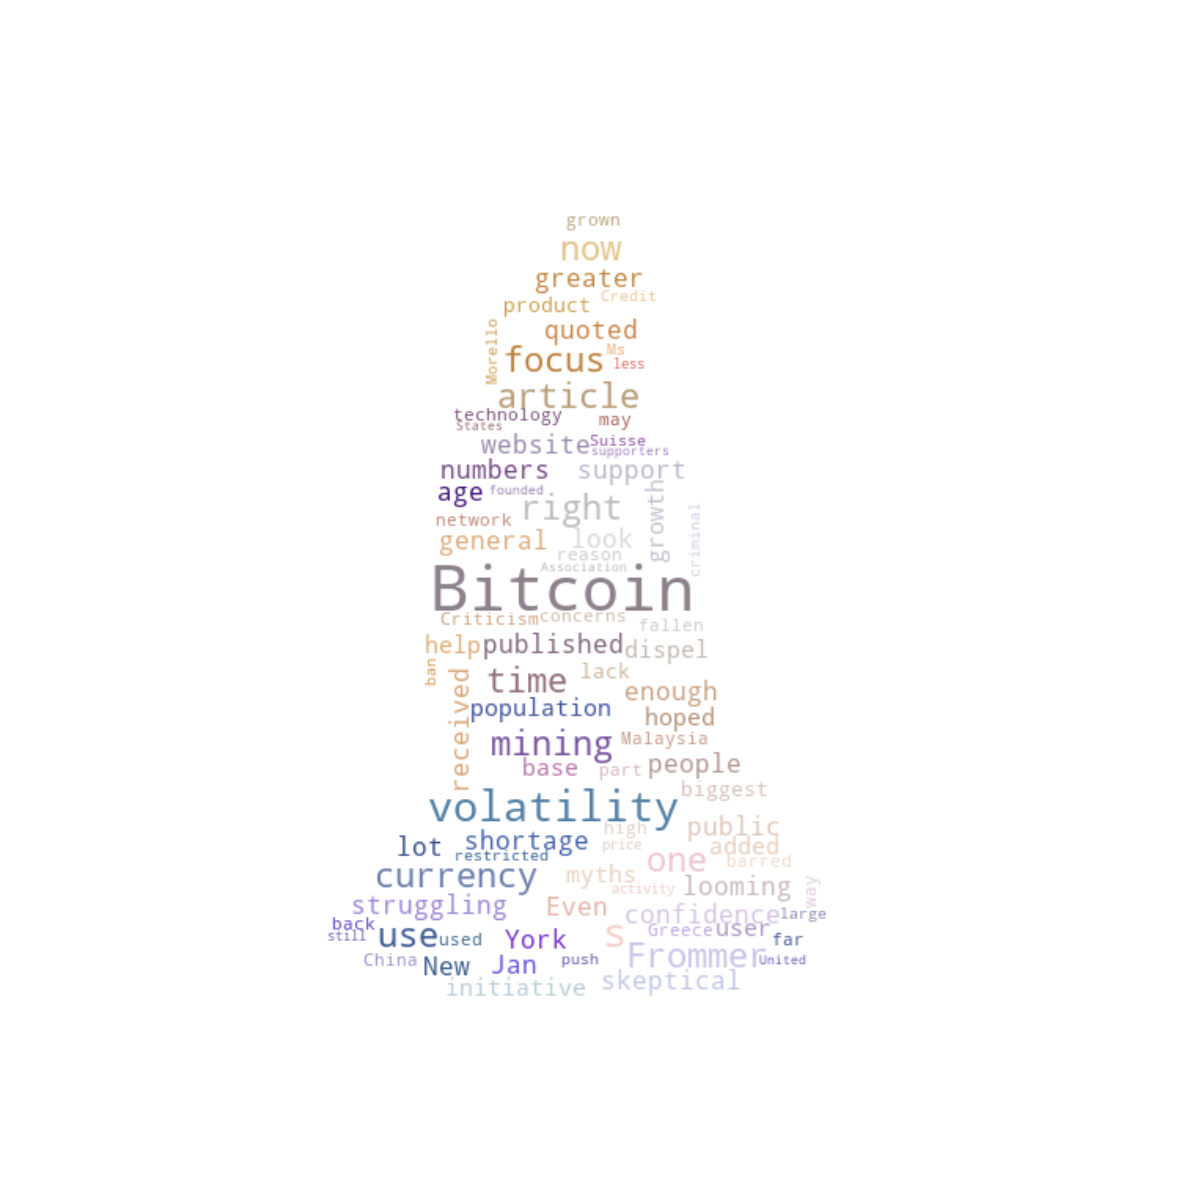 grown
now
greater
product Credit
Morello quoted
focus Ms
less
article
technology may
States
website Suisse
supporters
numbers support
age founded
right growth criminal
network
general look
reason
Association
Bitcoin
Criticism concerns
fallen
help published dispel
ban time lack
received enough
population hoped
mining Malaysia
base part people
biggest
volatility
high public
lot shortage price added
restricted one barred
currency myths
activity looming way
struggling Even confidence large
back s Greece user
still use used York far
China New Jan push Frommer United
initiative skeptical